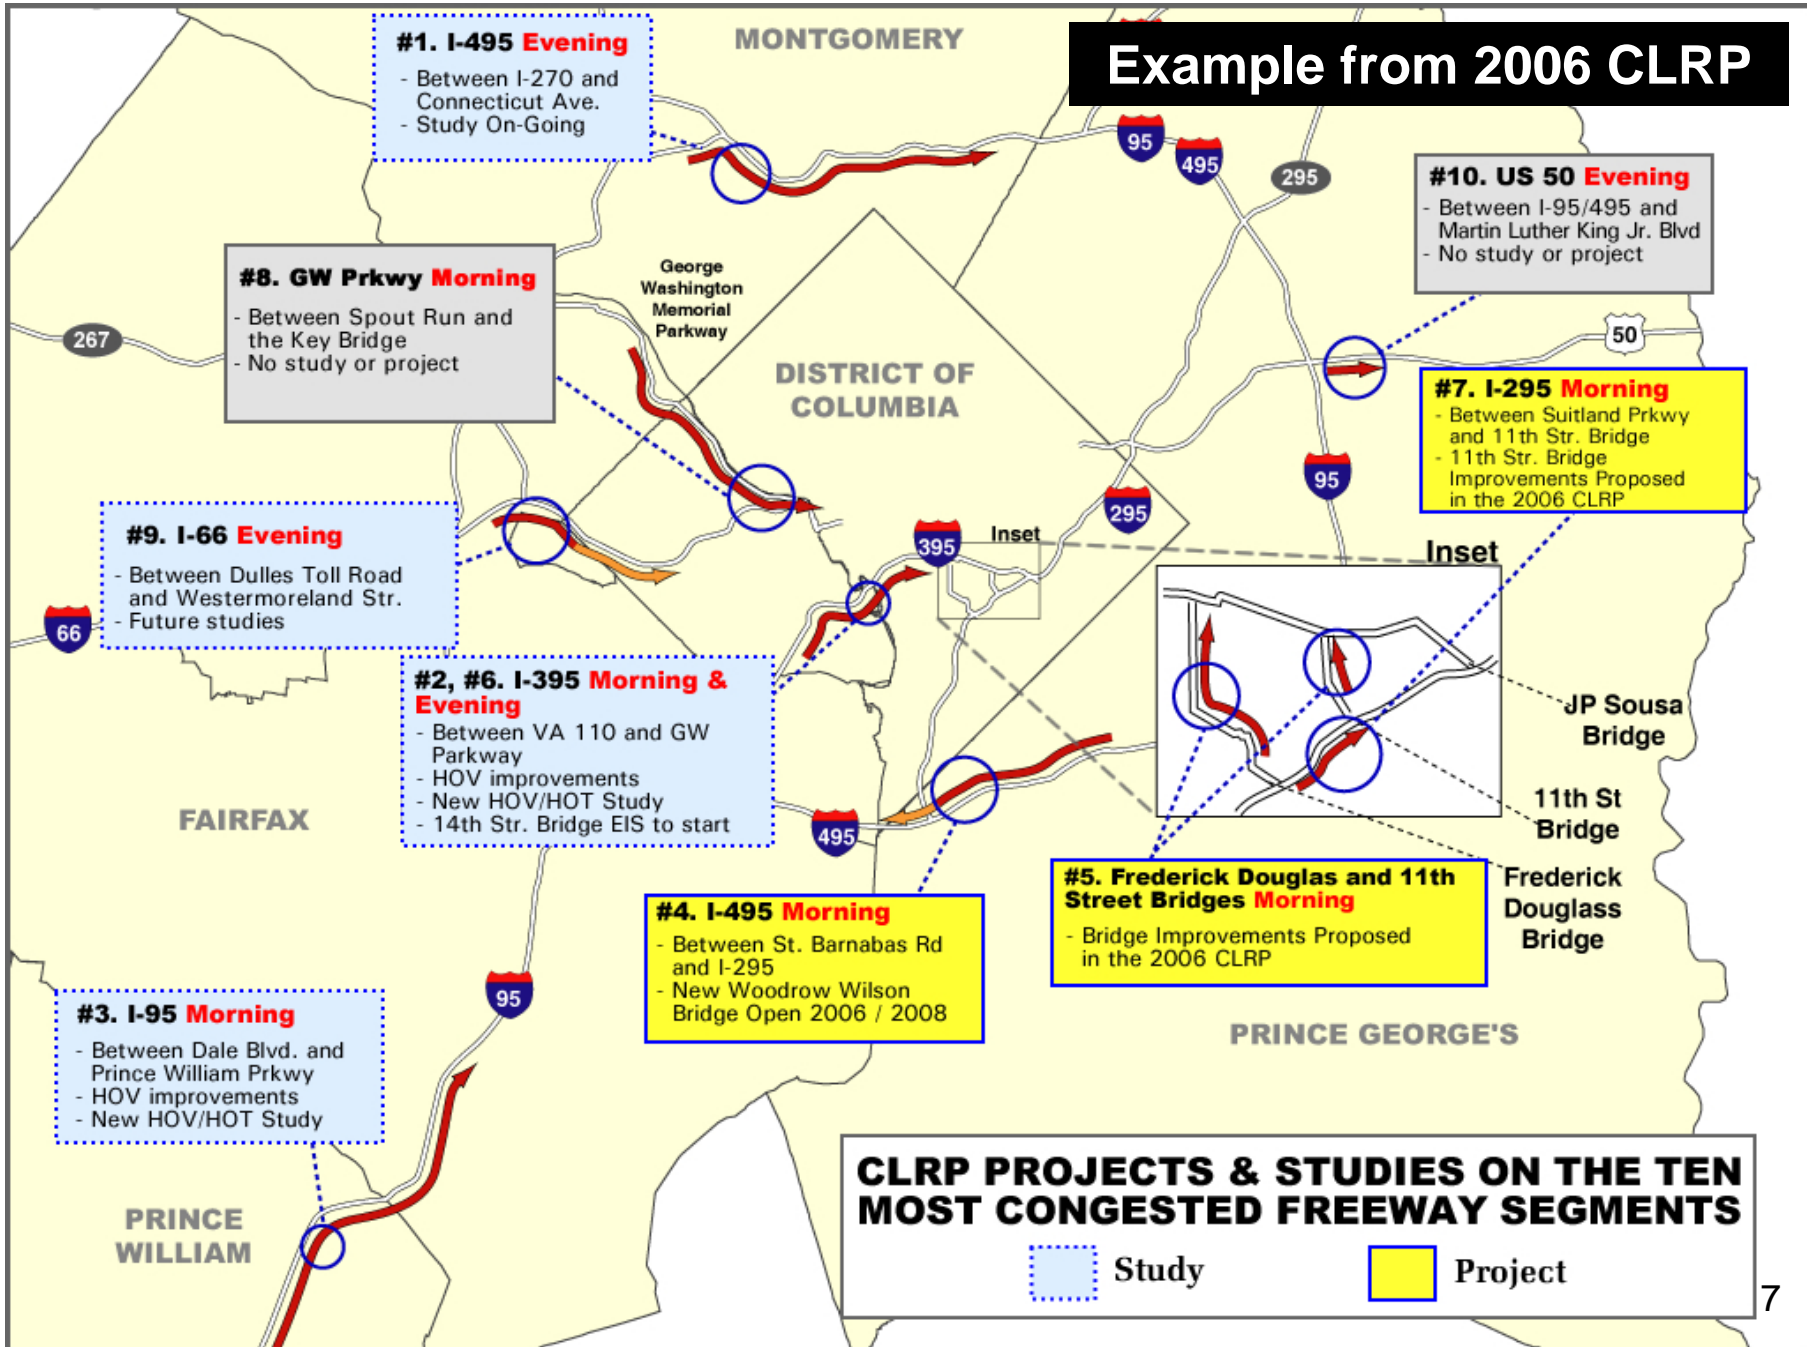 Example from 2006 CLRP
#1. I-495 Evening
- Between I-270 and
Connecticut Ave.
- Study On-Going
MONTGOMERY
95
495
295
#10. US 50 Evening
- Between I-95/495 and
Martin Luther King Jr. Blvd
- No study or project
#8. GW Prkwy Morning
- Between Spout Run and
the Key Bridge
- No study or project
George
Washington
Memorial
Parkway
267
50
DISTRICT OF
COLUMBIA
#7. I-295 Morning
- Between Suitland Prkwy
and 11th Str. Bridge
- 11th Str. Bridge
Improvements Proposed
in the 2006 CLRP
95
295
#9. I-66 Evening
- Between Dulles Toll Road
and Westermoreland Str.
- Future studies
66
395
Inset
Inset
#2, #6. I-395 Morning &
Evening
- Between VA 110 and GW
Parkway
- HOV improvements
- New HOV/HOT Study
- 14th Str. Bridge EIS to start
JP Sousa
Bridge
11th St
Bridge
Frederick
Douglass
Bridge
FAIRFAX
495
#5. Frederick Douglas and 11th
Street Bridges Morning
- Bridge Improvements Proposed
in the 2006 CLRP
#4. I-495 Morning
- Between St. Barnabas Rd
and I-295
- New Woodrow Wilson
Bridge Open 2006 / 2008
95
#3. I-95 Morning
- Between Dale Blvd. and
Prince William Prkwy
- HOV improvements
- New HOV/HOT Study
PRINCE GEORGE'S
PRINCE
WILLIAM
CLRP PROJECTS & STUDIES ON THE TEN
MOST CONGESTED FREEWAY SEGMENTS
Study
Project
7